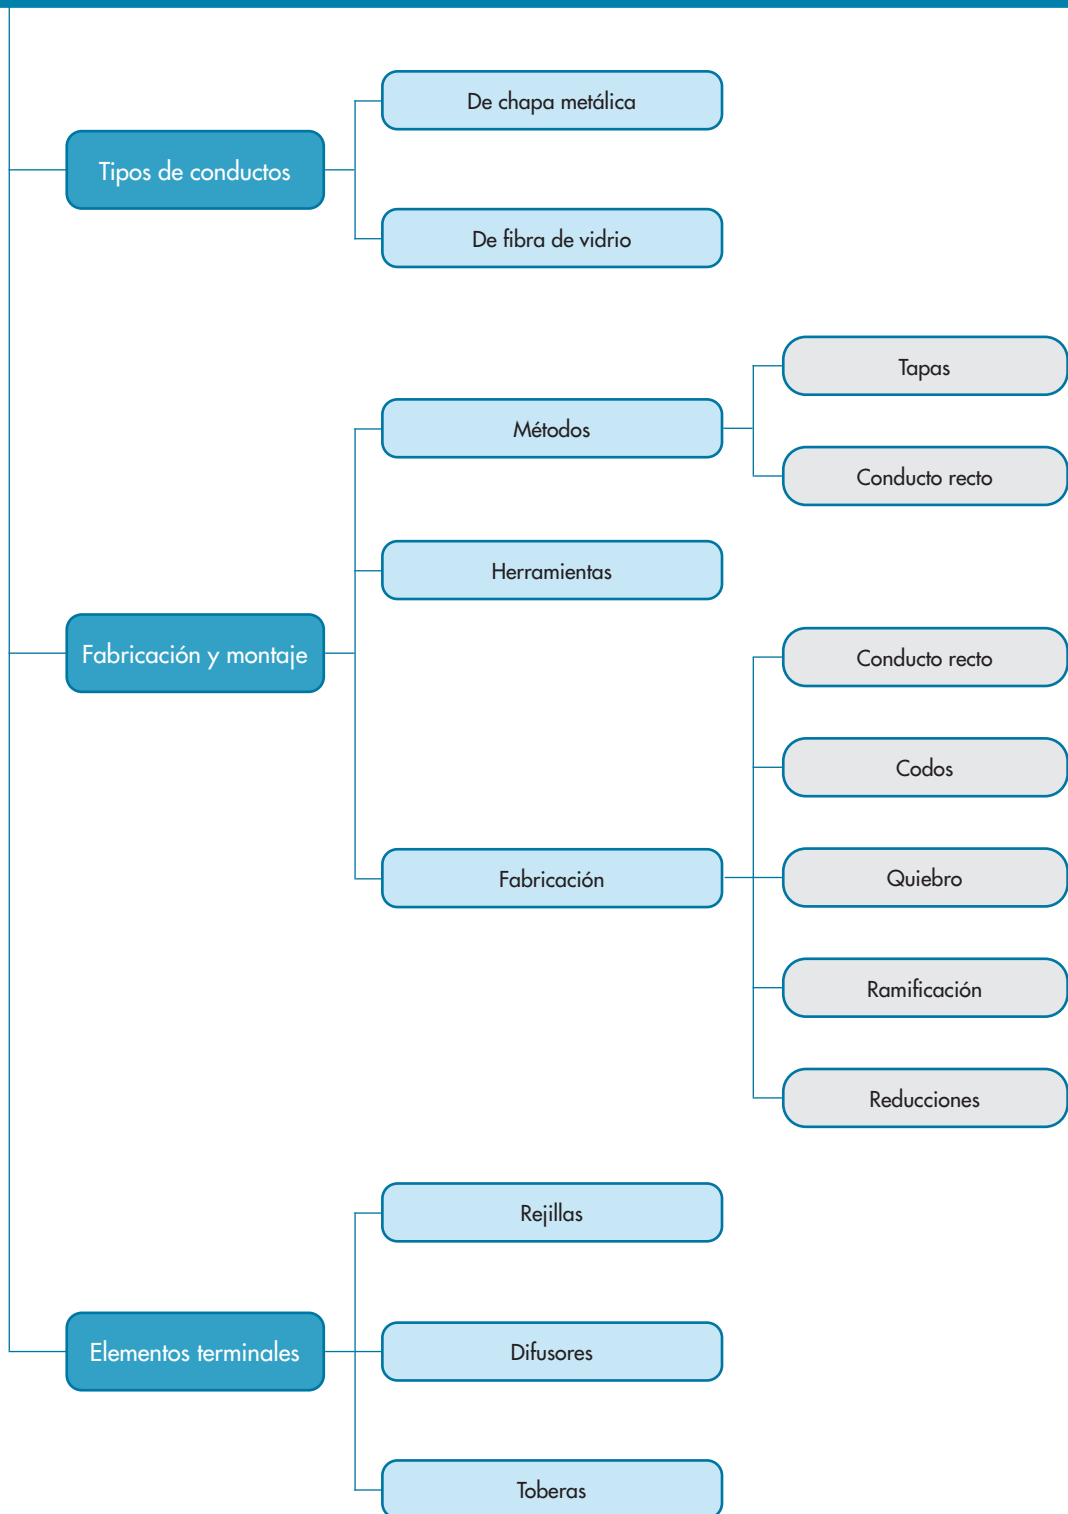 Tipos de conductos
De chapa metálica
De fibra de vidrio
Fabricación y montaje
Métodos
Tapas
Conducto recto
Herramientas
Fabricación
Conducto recto
Codos
Quiebro
Ramificación
Reducciones
Elementos terminales
Rejillas
Difusores
Toberas